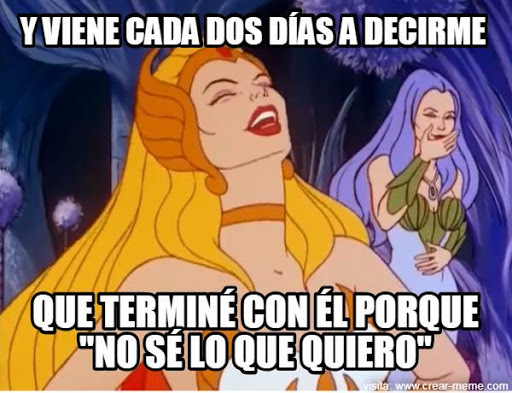 Y VIENE CADA DOS DÍAS A DECIRME
QUE TERMINÉ CON ÉL PORQUE
"NO SÉ LO QUE QUIERO"
visita: www.crear-meme.com